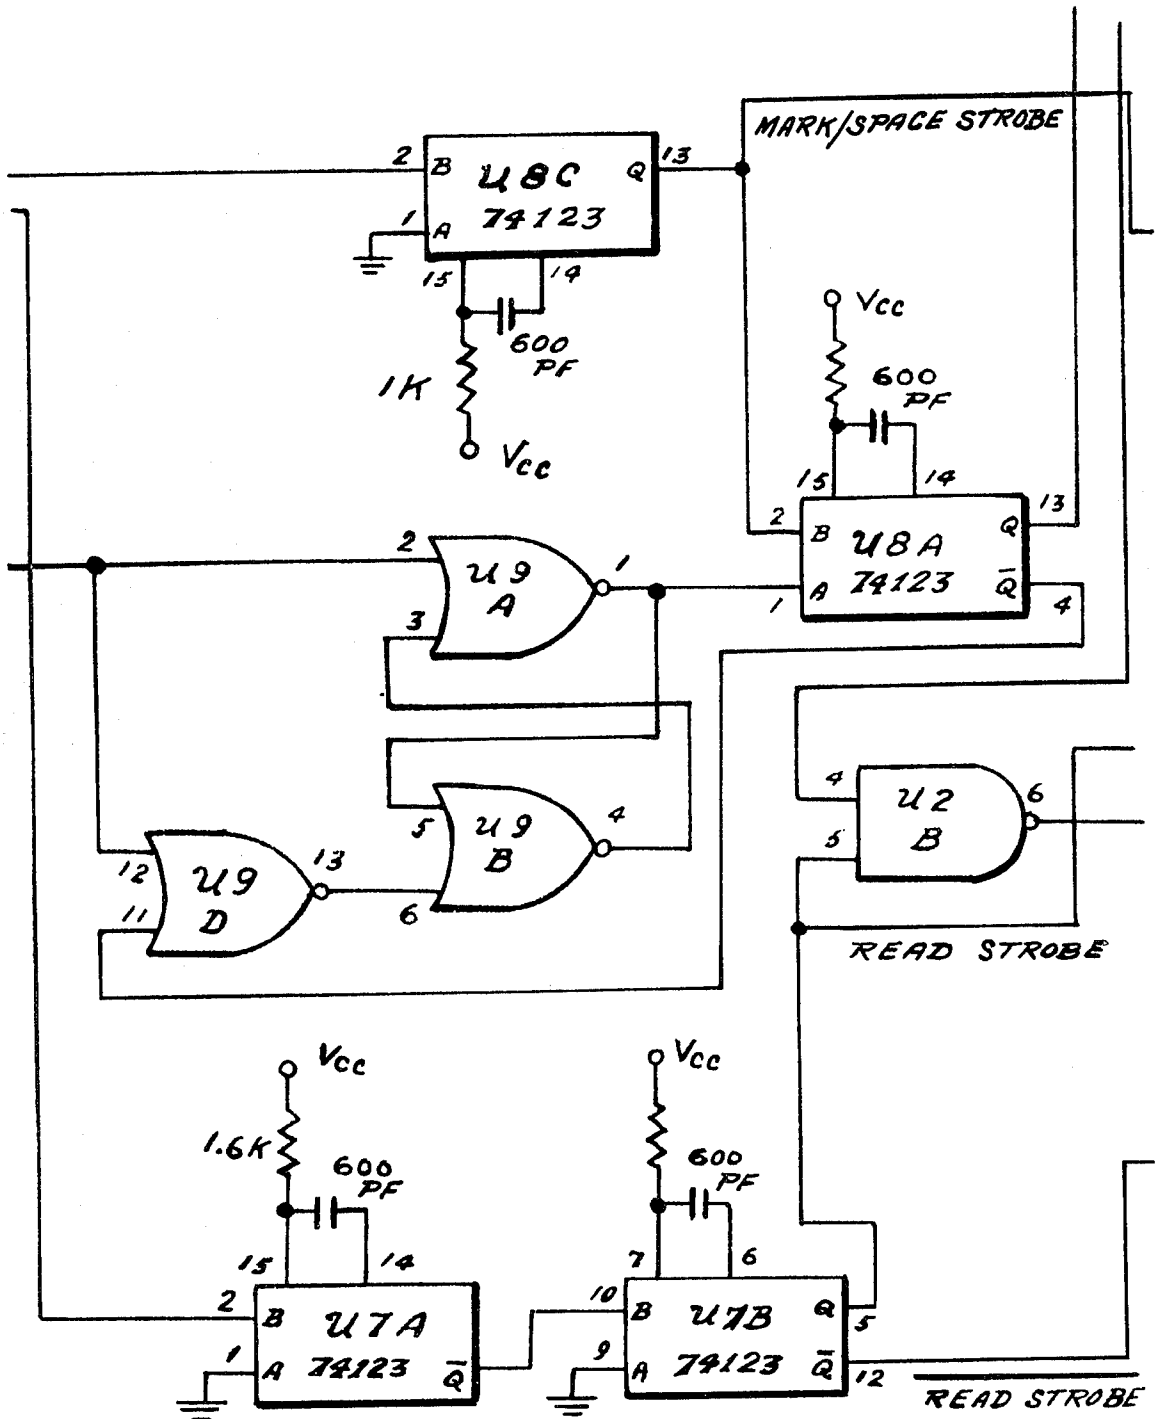 MARK/SPACE STROBE
2 B U8C Q 13
74123
1 A
15 14
600
PF
1K
Vcc
Vcc
600
PF
15 14
2 B U8A Q 13
74123
1 A Q̅ 4
2 U9 1
A
3
5 U9 4
B
6
12 U9 13
D
11
4 U2 6
B
5
READ STROBE
Vcc
1.6K
600
PF
15 14
2 B U7A
74123
1 A Q̅
Vcc
600
PF
7 6
10 B U7B Q 5
74123
9 A Q̅ 12
READ STROBE